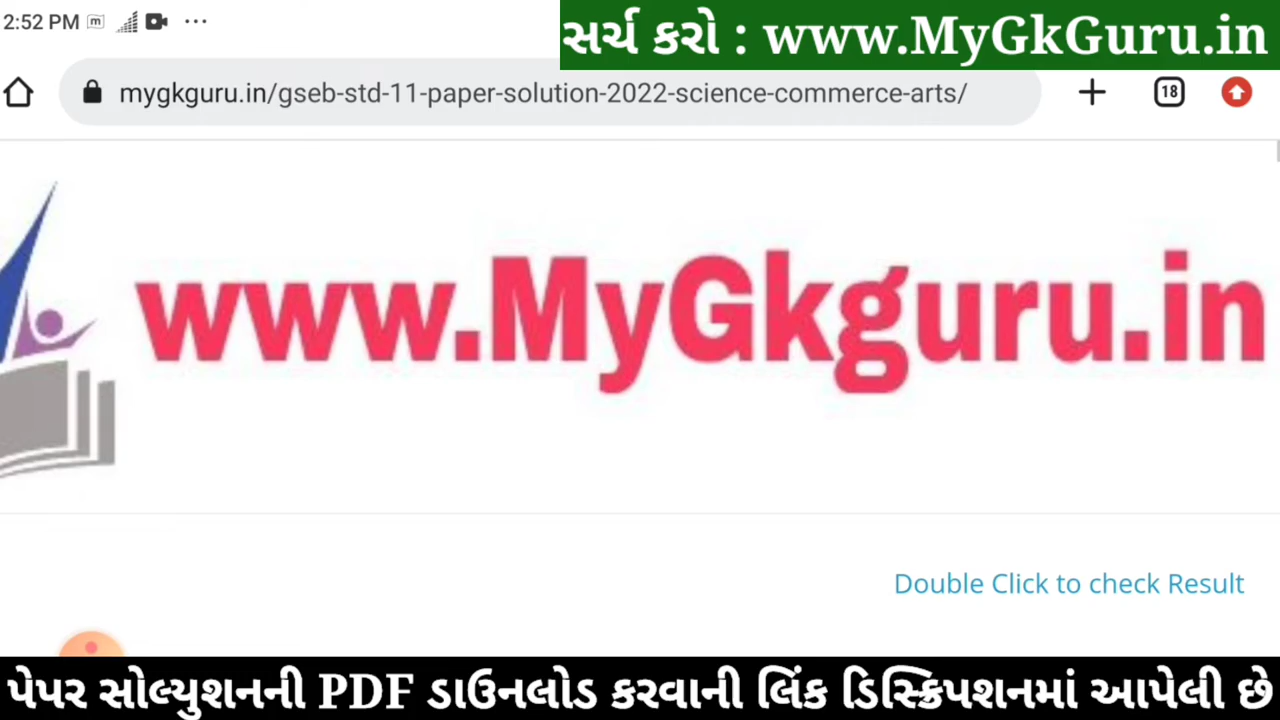 2:52 PM
સર્ચ કરો : www.MyGkGuru.in
mygkguru.in/gseb-std-11-paper-solution-2022-science-commerce-arts/
18
www.MyGkguru.in
Double Click to check Result
પેપર સોલ્યુશનની PDF ડાઉનલોડ કરવાની લિંક ડિસ્ક્રિપશનમાં આપેલી છે